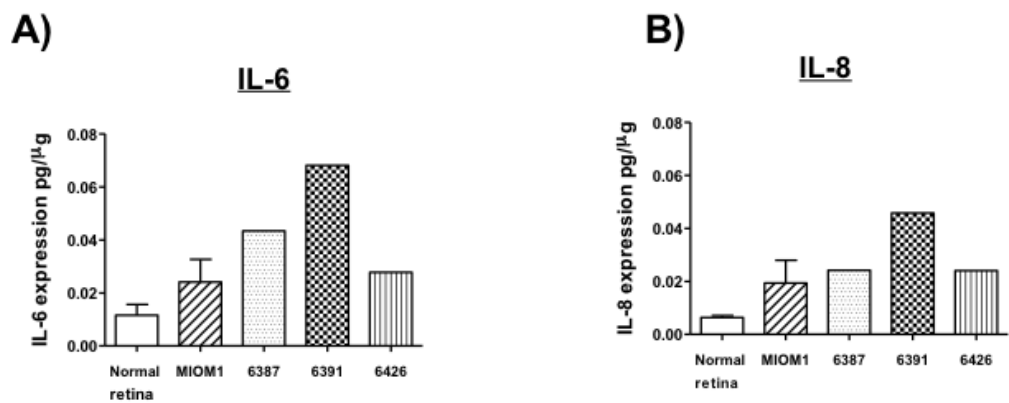 A)
IL-6
IL-6 expression pg/µg
0.08
0.06
0.04
0.02
0.00
Normal retina
MIOM1
6387
6391
6426
B)
IL-8
IL-8 expression pg/µg
0.08
0.06
0.04
0.02
0.00
Normal retina
MIOM1
6387
6391
6426